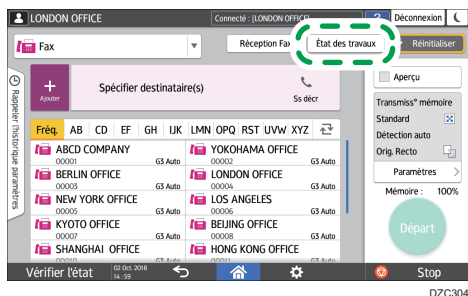 LONDON OFFICE
Connecté : [LONDON OFFICE]
? Déconnexion
Fax
Réception Fax
État des travaux
Réinitialiser
Rappeler l'historique paramètres
Ajouter
Spécifier destinataire(s)
Ss décr
Aperçu
Transmiss° mémoire
Standard
Détection auto
Orig. Recto
Paramètres
Mémoire : 100%
Départ
Fréq. AB CD EF GH IJK LMN OPQ RST UVW XYZ
ABCD COMPANY
00001 G3 Auto
YOKOHAMA OFFICE
00002 G3 Auto
BERLIN OFFICE
00003 G3 Auto
LONDON OFFICE
00004 G3 Auto
NEW YORK OFFICE
00005 G3 Auto
LOS ANGELES
00006 G3 Auto
KYOTO OFFICE
00007 G3 Auto
BEIJING OFFICE
00008 G3 Auto
SHANGHAI OFFICE
HONG KONG OFFICE
Vérifier l'état
02 Oct. 2018
14 : 59
Stop
DZC304